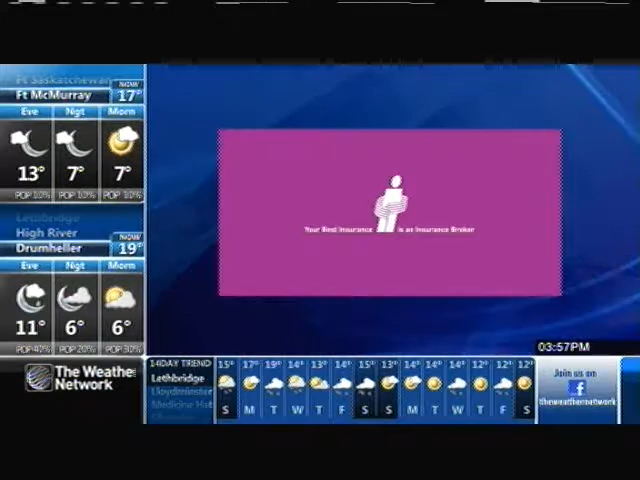 Ft Saskatchewan
NOW
Ft McMurray 17°
Eve Ngt Morn
13° 7° 7°
POP 10% POP 10% POP 10%
Lethbridge
High River
NOW
Drumheller 19°
Eve Ngt Morn
11° 6° 6°
POP 40% POP 20% POP 30%
Your Best Insurance is an Insurance Broker
03:57PM
The Weather
Network
14DAY TREND
Lethbridge
Lloydminster
Medicine Hat
15° 17° 19° 14° 13° 14° 15° 13° 14° 14° 14° 12° 12° 12°
S M T W T F S S M T W T F S
Join us on
f
theweathernetwork